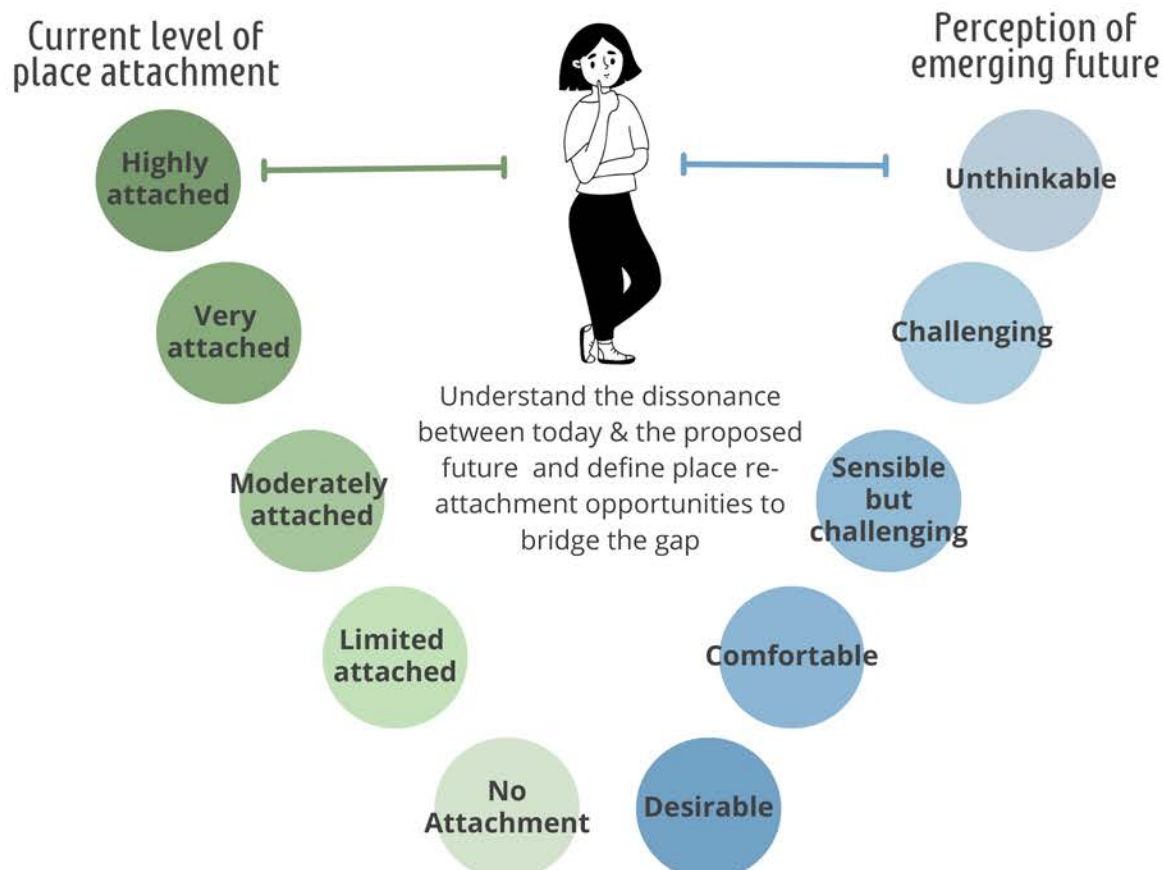 Current level of
place attachment
Highly
attached
Very
attached
Moderately
attached
Limited
attached
No
Attachment
Understand the dissonance
between today & the proposed
future and define place re-
attachment opportunities to
bridge the gap
Perception of
emerging future
Unthinkable
Challenging
Sensible
but
challenging
Comfortable
Desirable